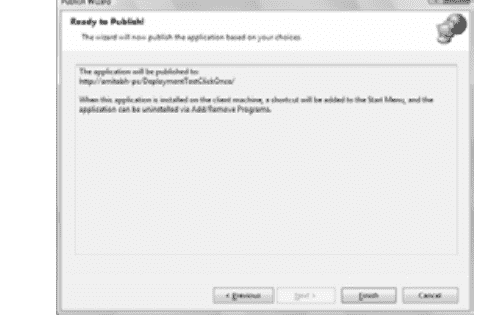 Publish Wizard
Ready to Publish!
The wizard will now publish the application based on your choices.
The application will be published to:
http://amitabh-pc/DeploymentTestClickOnce/
When this application is installed on the client machine, a shortcut will be added to the Start Menu, and the
application can be uninstalled via Add/Remove Programs.
< Previous
Next >
Finish
Cancel